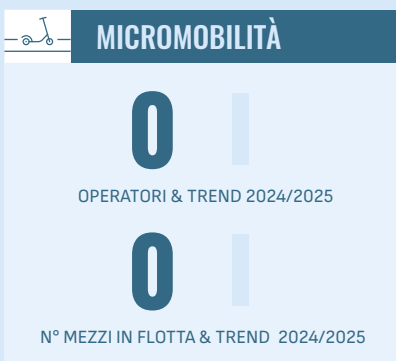 MICROMOBILITÀ
0
OPERATORI & TREND 2024/2025
0
N° MEZZI IN FLOTTA & TREND 2024/2025